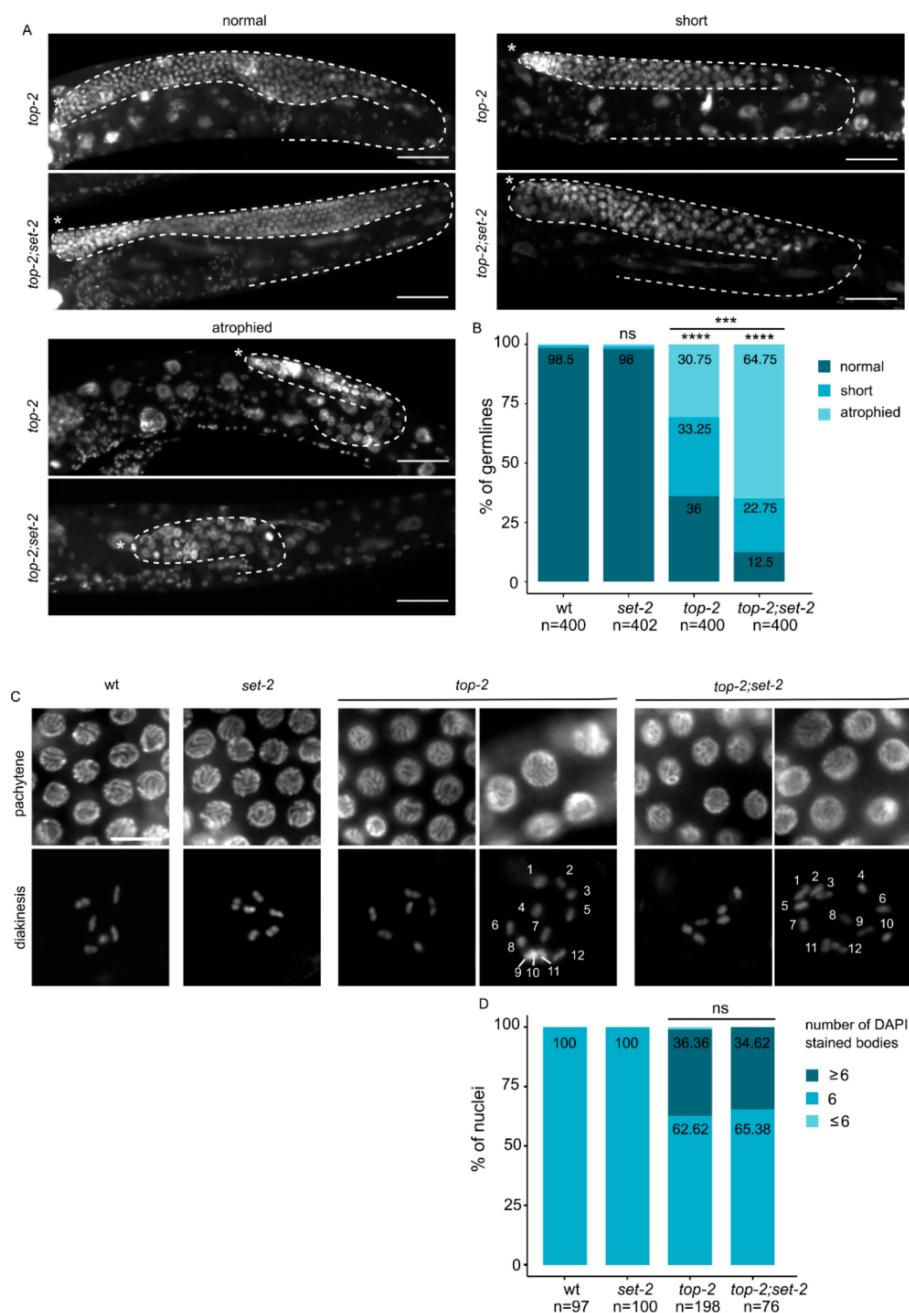 A
normal
short
*
top-2
*
top-2
*
top-2;set-2
*
top-2;set-2
atrophied
*
top-2
*
top-2;set-2
B
***
ns
****
****
100
75
50
25
0
% of germlines
98.5
98
30.75
64.75
33.25
22.75
36
12.5
normal
short
atrophied
wt
set-2
top-2
top-2;set-2
n=400
n=402
n=400
n=400
C
wt
set-2
top-2
top-2;set-2
pachytene
diakinesis
1
2
3
4
5
6
7
8
9
10
11
12
1
2
3
4
5
6
7
8
9
10
11
12
D
ns
100
75
50
25
0
% of nuclei
100
100
36.36
34.62
62.62
65.38
number of DAPI
stained bodies
≥6
6
≤6
wt
set-2
top-2
top-2;set-2
n=97
n=100
n=198
n=76